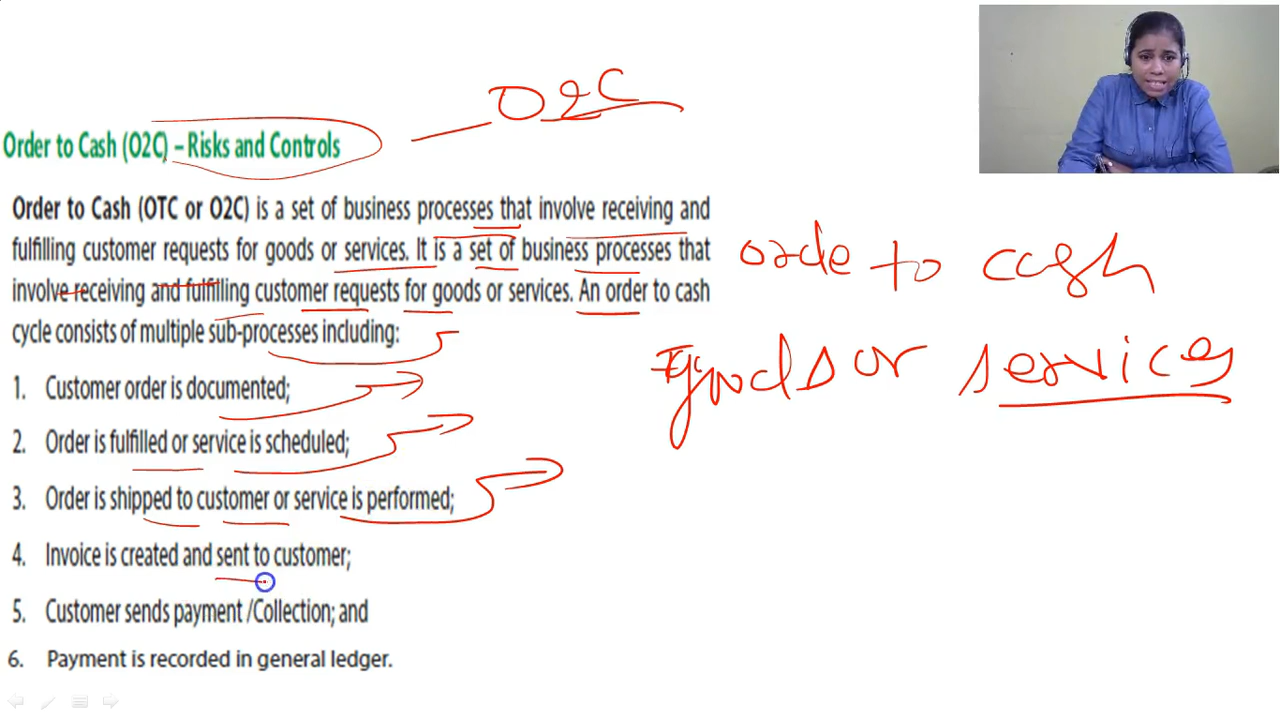 O2C
Order to Cash (O2C) – Risks and Controls
Order to Cash (OTC or O2C) is a set of business processes that involve receiving and
fulfilling customer requests for goods or services. It is a set of business processes that
involve receiving and fulfilling customer requests for goods or services. An order to cash
cycle consists of multiple sub-processes including:
1. Customer order is documented;
2. Order is fulfilled or service is scheduled;
3. Order is shipped to customer or service is performed;
4. Invoice is created and sent to customer;
5. Customer sends payment /Collection; and
6. Payment is recorded in general ledger.
orde to cash
goods or services